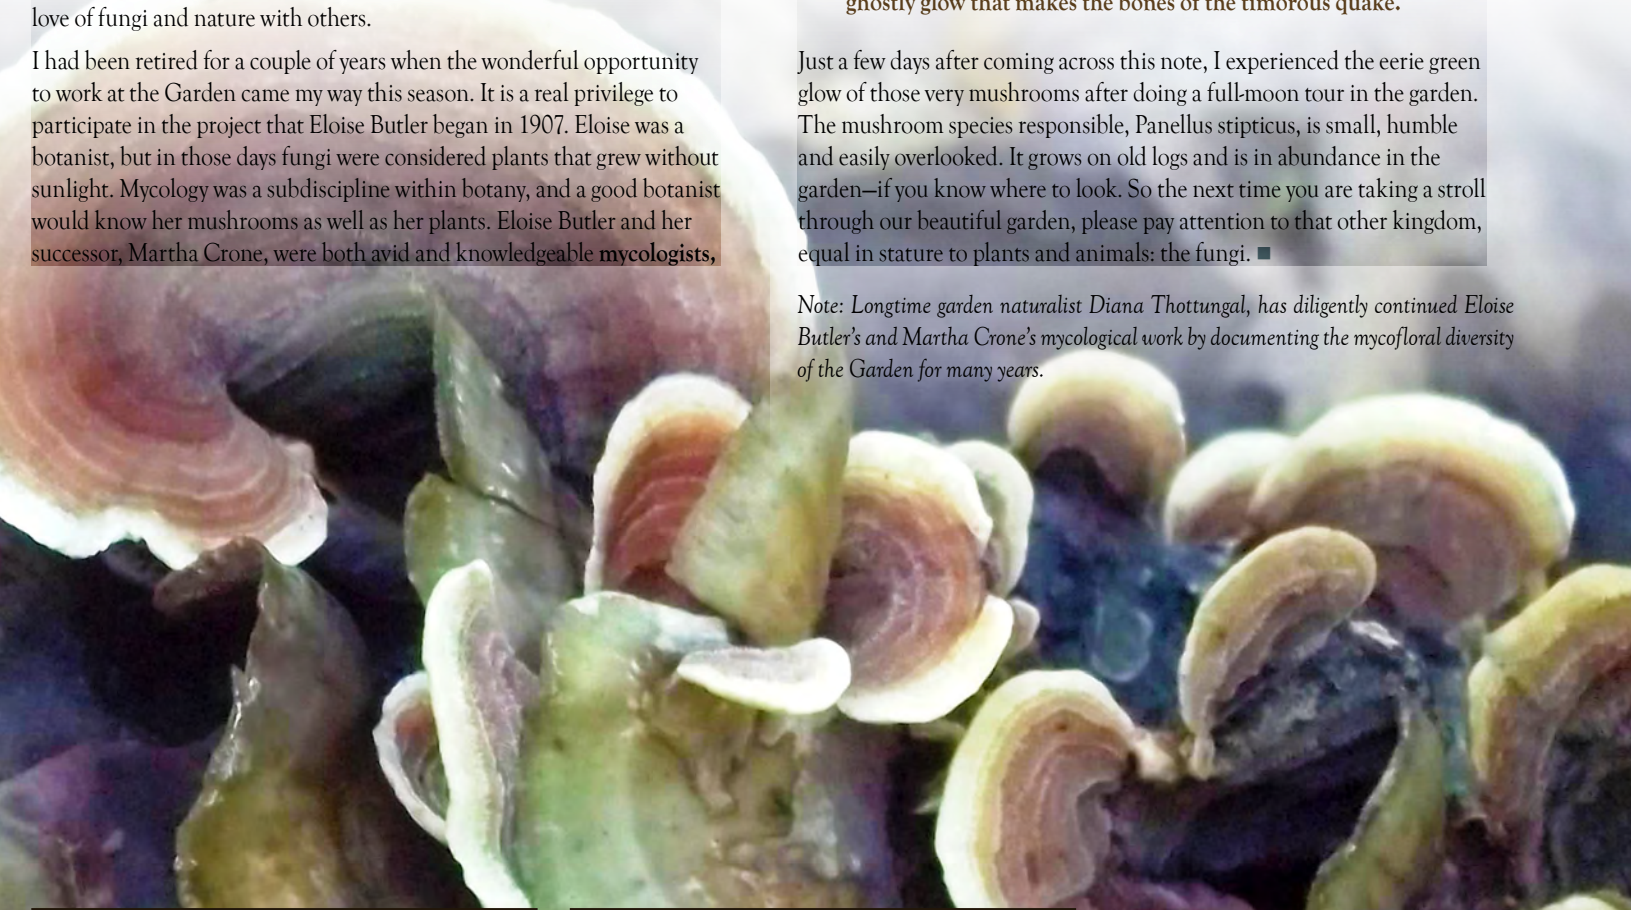 love of fungi and nature with others.
I had been retired for a couple of years when the wonderful opportunity
to work at the Garden came my way this season. It is a real privilege to
participate in the project that Eloise Butler began in 1907. Eloise was a
botanist, but in those days fungi were considered plants that grew without
sunlight. Mycology was a subdiscipline within botany, and a good botanist
would know her mushrooms as well as her plants. Eloise Butler and her
successor, Martha Crone, were both avid and knowledgeable mycologists,
ghostly glow that makes the bones of the timorous quake.
Just a few days after coming across this note, I experienced the eerie green
glow of those very mushrooms after doing a full-moon tour in the garden.
The mushroom species responsible, Panellus stipticus, is small, humble
and easily overlooked. It grows on old logs and is in abundance in the
garden—if you know where to look. So the next time you are taking a stroll
through our beautiful garden, please pay attention to that other kingdom,
equal in stature to plants and animals: the fungi. ■
Note: Longtime garden naturalist Diana Thottungal, has diligently continued Eloise
Butler's and Martha Crone's mycological work by documenting the mycofloral diversity
of the Garden for many years.